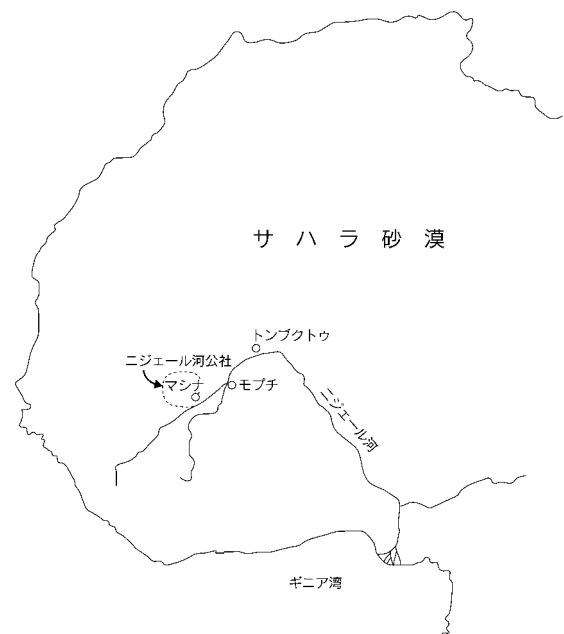 サハラ砂漠
トンブクトゥ
ニジェール河公社
マシナ
モプチ
ニジェール河
ギニア湾